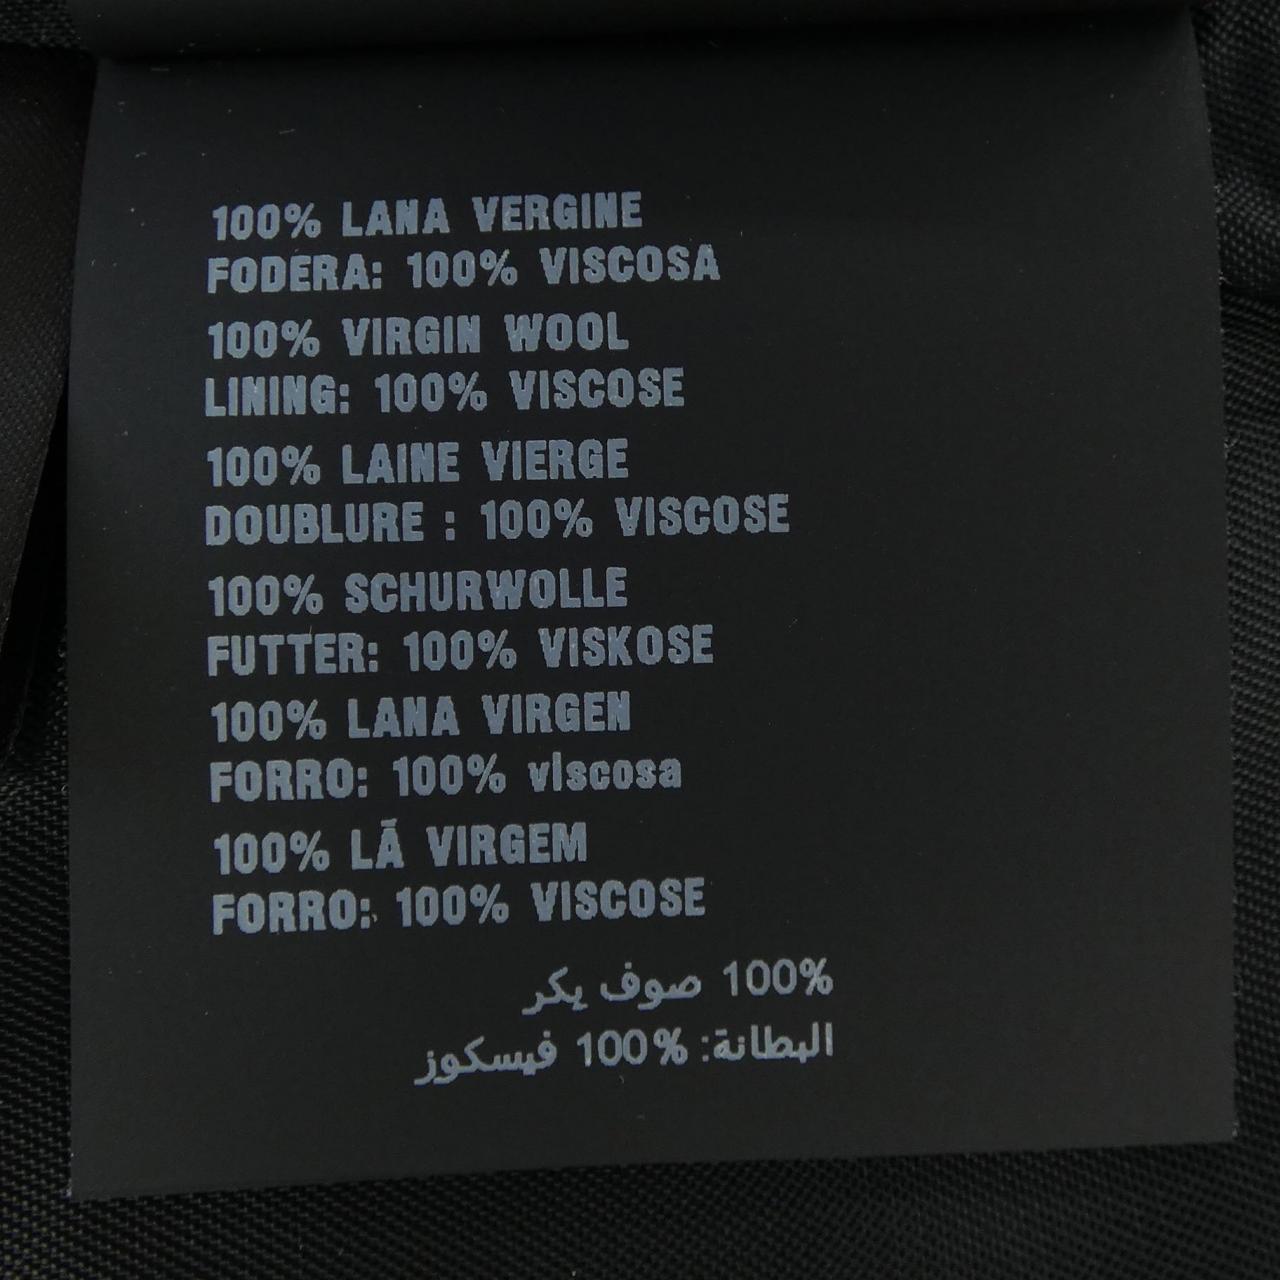 100% LANA VERGINE
FODERA: 100% VISCOSA
100% VIRGIN WOOL
LINING: 100% VISCOSE
100% LAINE VIERGE
DOUBLURE : 100% VISCOSE
100% SCHURWOLLE
FUTTER: 100% VISKOSE
100% LANA VIRGEN
FORRO: 100% viscosa
100% LÃ VIRGEM
FORRO: 100% VISCOSE
100% صوف يكر
البطانة: 100% فيسكوز